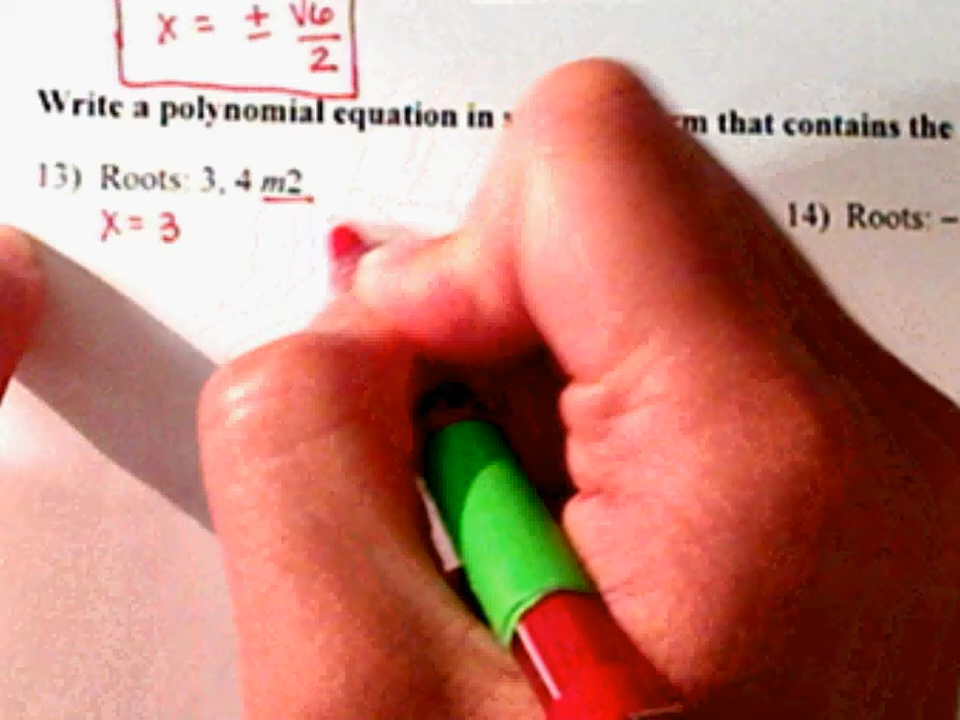 x = ± √6
2
Write a polynomial equation in m that contains the
13) Roots: 3, 4 m2
x = 3
14) Roots: –